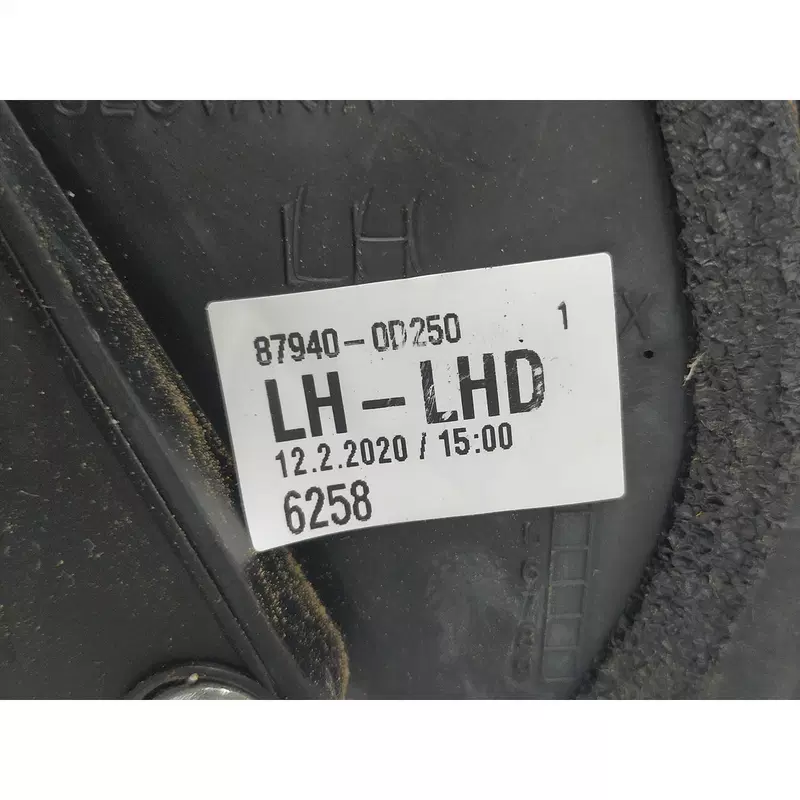 LH
87940-0D250 1
X
LH-LHD
12.2.2020 / 15:00
6258